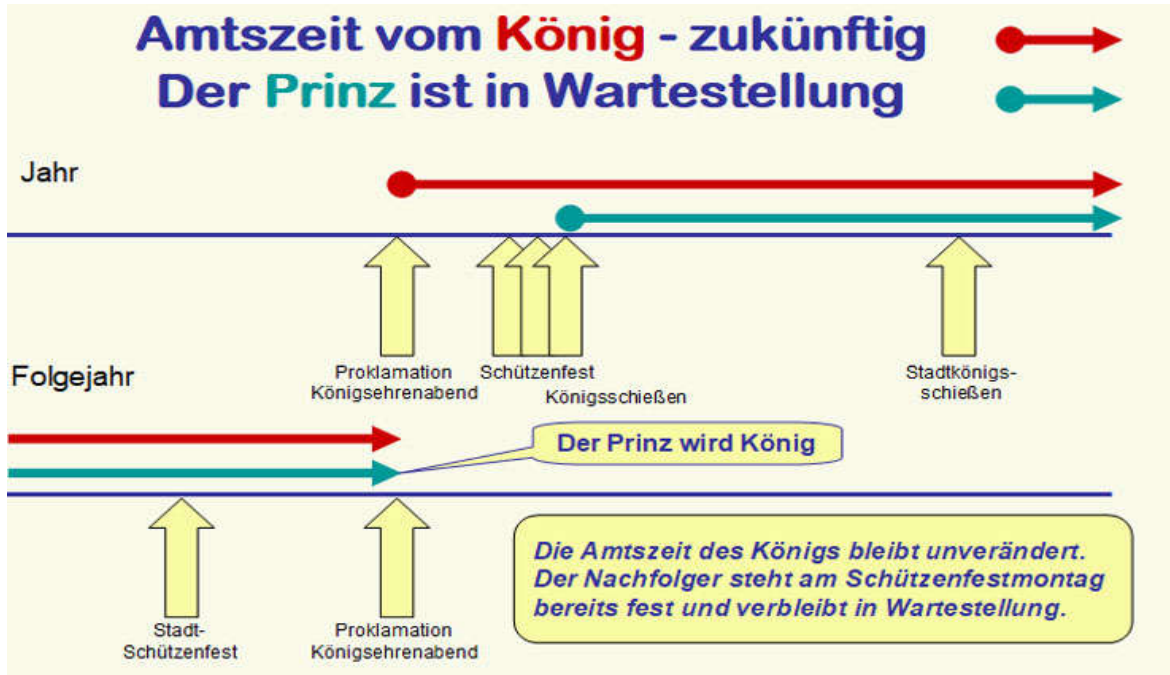 Amtszeit vom König - zukünftig
Der Prinz ist in Wartestellung
Jahr
Proklamation
Königsehrenabend
Schützenfest
Königsschießen
Stadtkönigs-
schießen
Folgejahr
Der Prinz wird König
Stadt-
Schützenfest
Proklamation
Königsehrenabend
Die Amtszeit des Königs bleibt unverändert.
Der Nachfolger steht am Schützenfestmontag
bereits fest und verbleibt in Wartestellung.